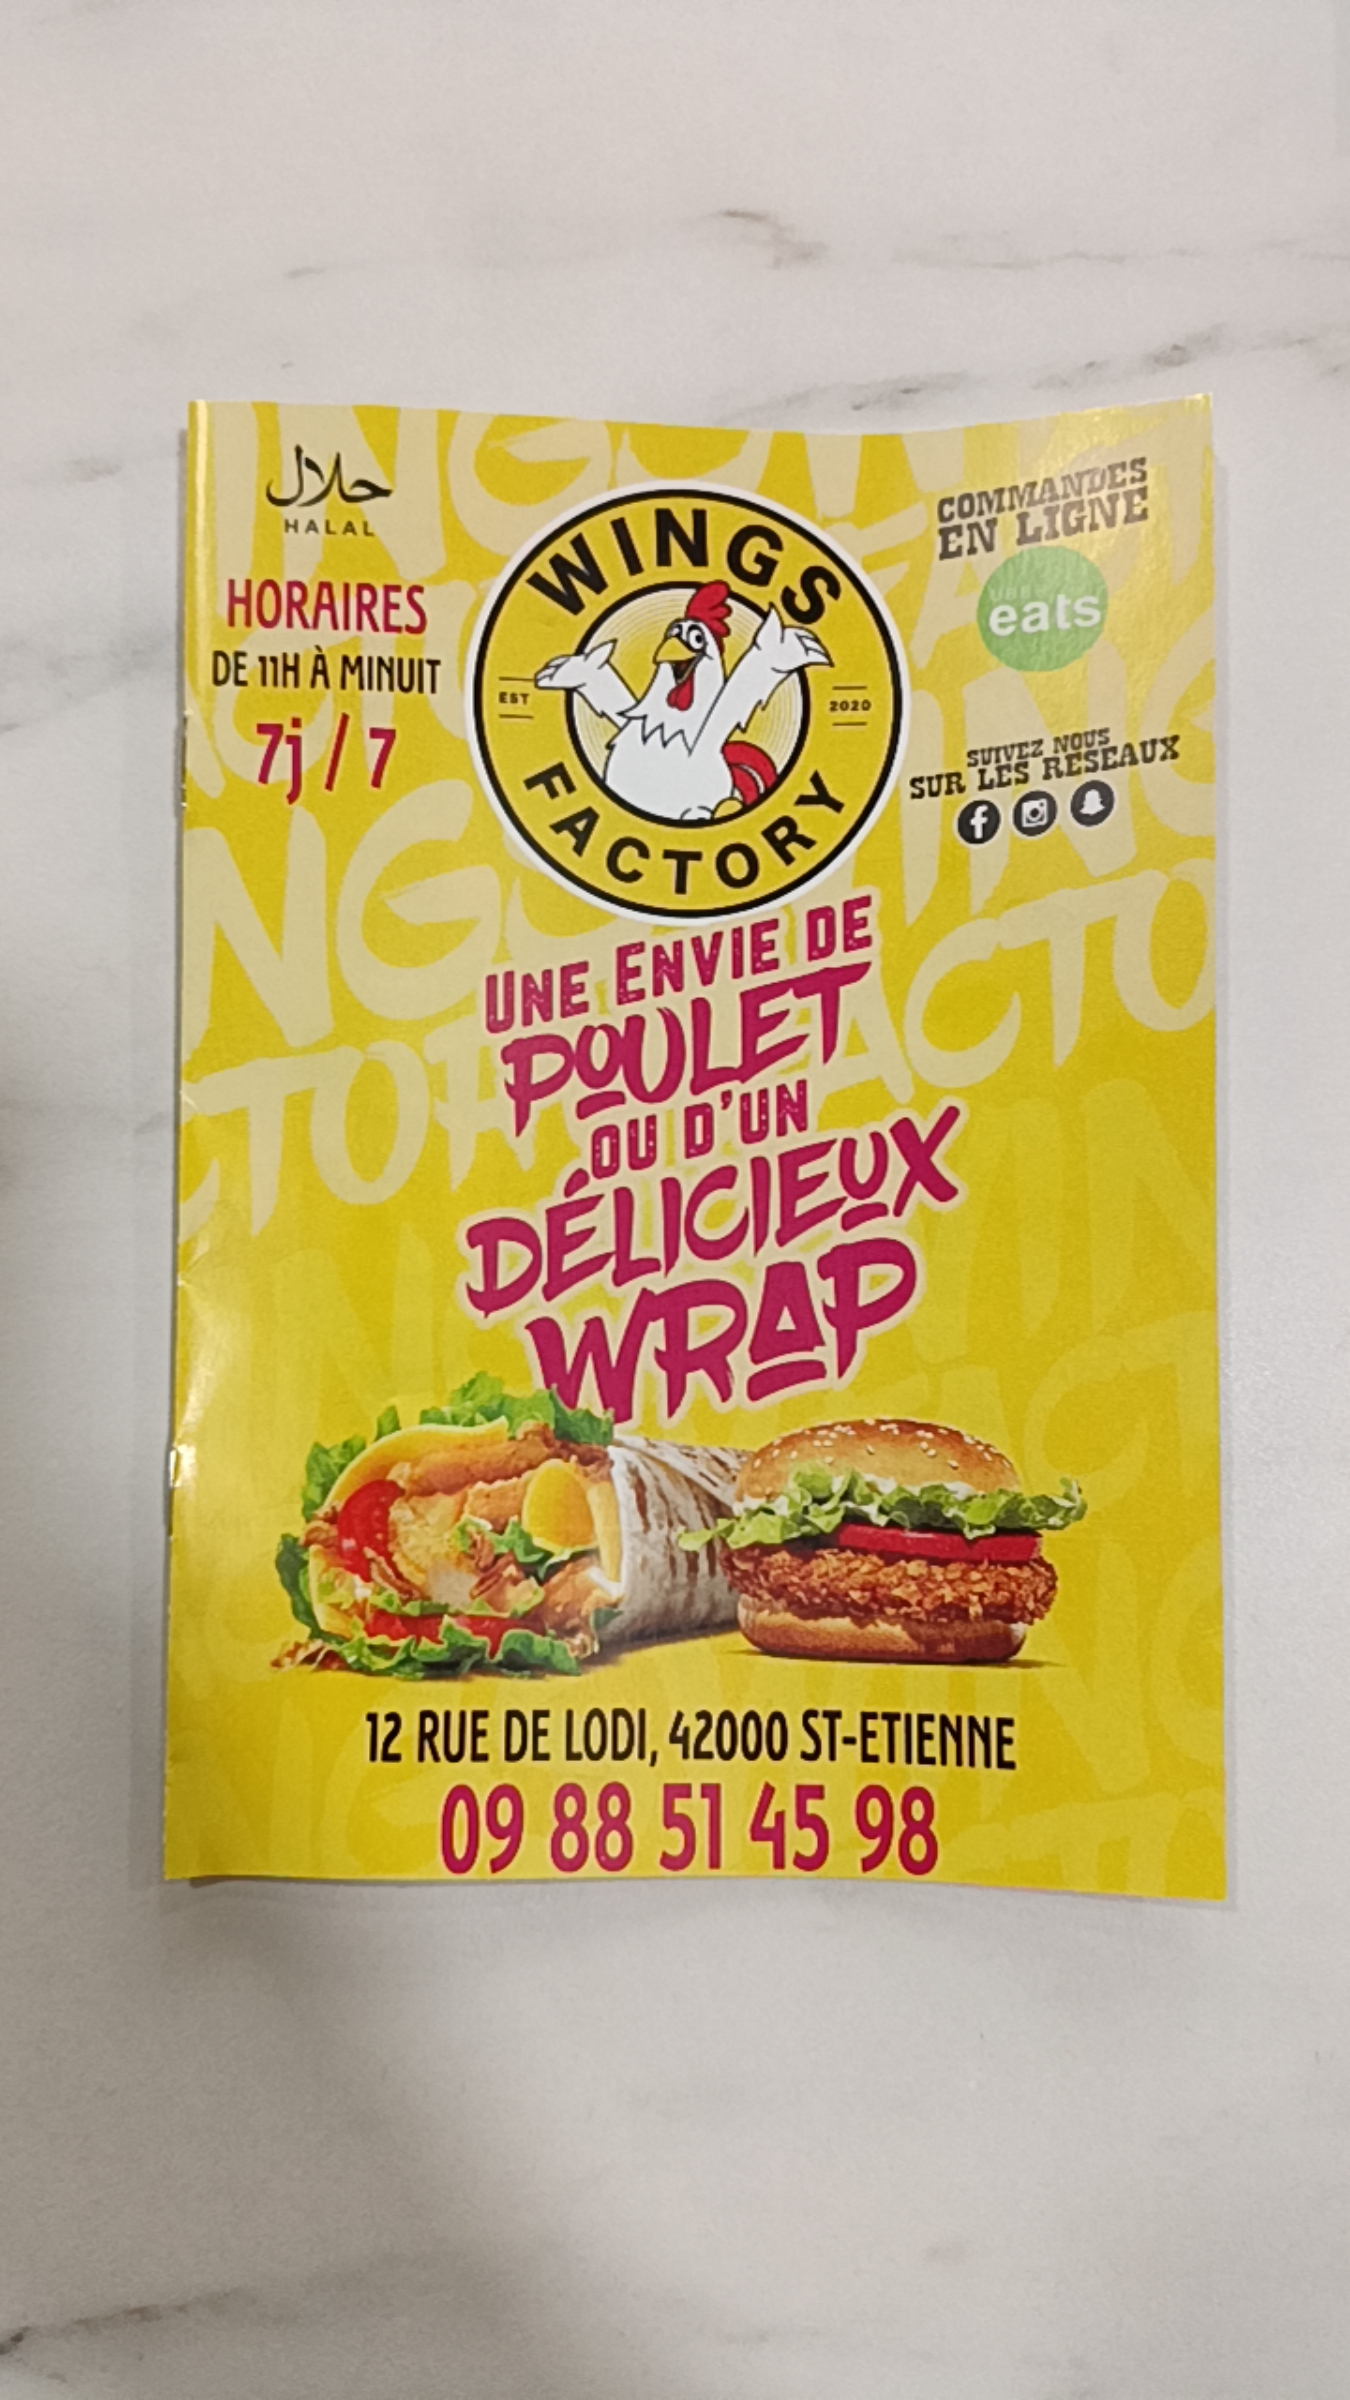 حلال
HALAL
HORAIRES
DE 11H À MINUIT
7j / 7
WINGS
EST
2020
FACTORY
COMMANDES
EN LIGNE
UBER
eats
SUIVEZ NOUS
SUR LES RESEAUX
UNE ENVIE DE
POULET
OU D'UN
DÉLICIEUX
WRAP
12 RUE DE LODI, 42000 ST-ETIENNE
09 88 51 45 98